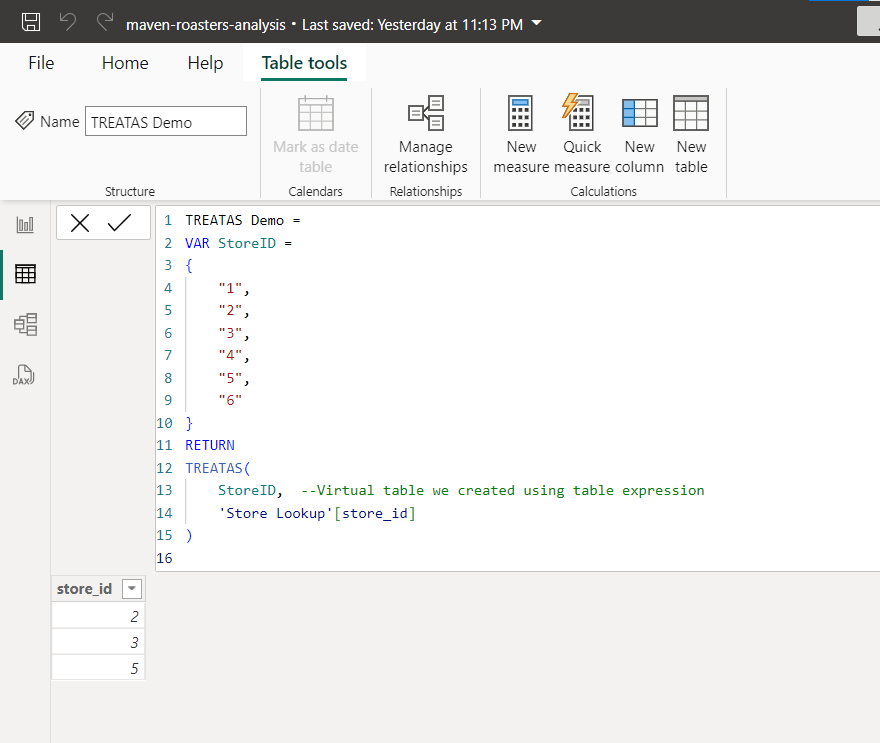 maven-roasters-analysis • Last saved: Yesterday at 11:13 PM
File Home Help Table tools
Name TREATAS Demo
Mark as date table
Manage relationships
New measure
Quick measure
New column
New table
Structure Calendars Relationships Calculations
1 TREATAS Demo =
2 VAR StoreID =
3 {
4 "1",
5 "2",
6 "3",
7 "4",
8 "5",
9 "6"
10 }
11 RETURN
12 TREATAS(
13 StoreID, --Virtual table we created using table expression
14 'Store Lookup'[store_id]
15 )
16
DAX
store_id
2
3
5